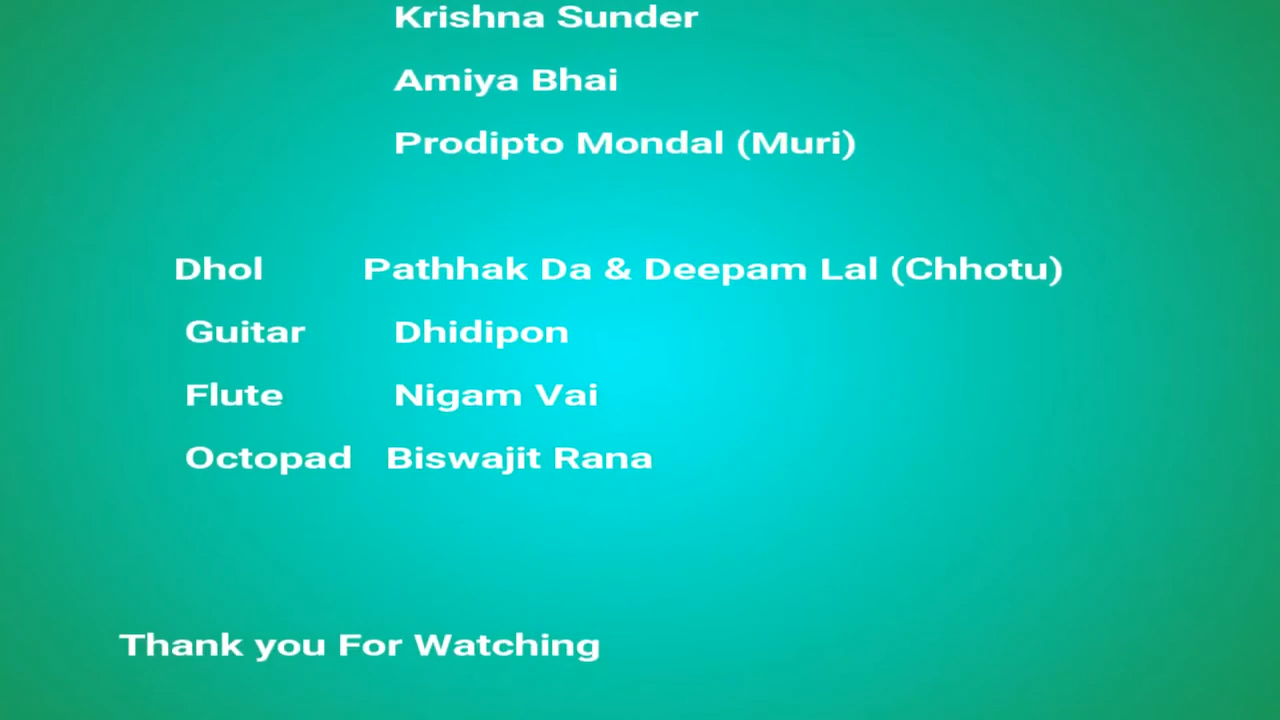 Krishna Sunder
Amiya Bhai
Prodipto Mondal (Muri)
Dhol Pathhak Da & Deepam Lal (Chhotu)
Guitar Dhidipon
Flute Nigam Vai
Octopad Biswajit Rana
Thank you For Watching